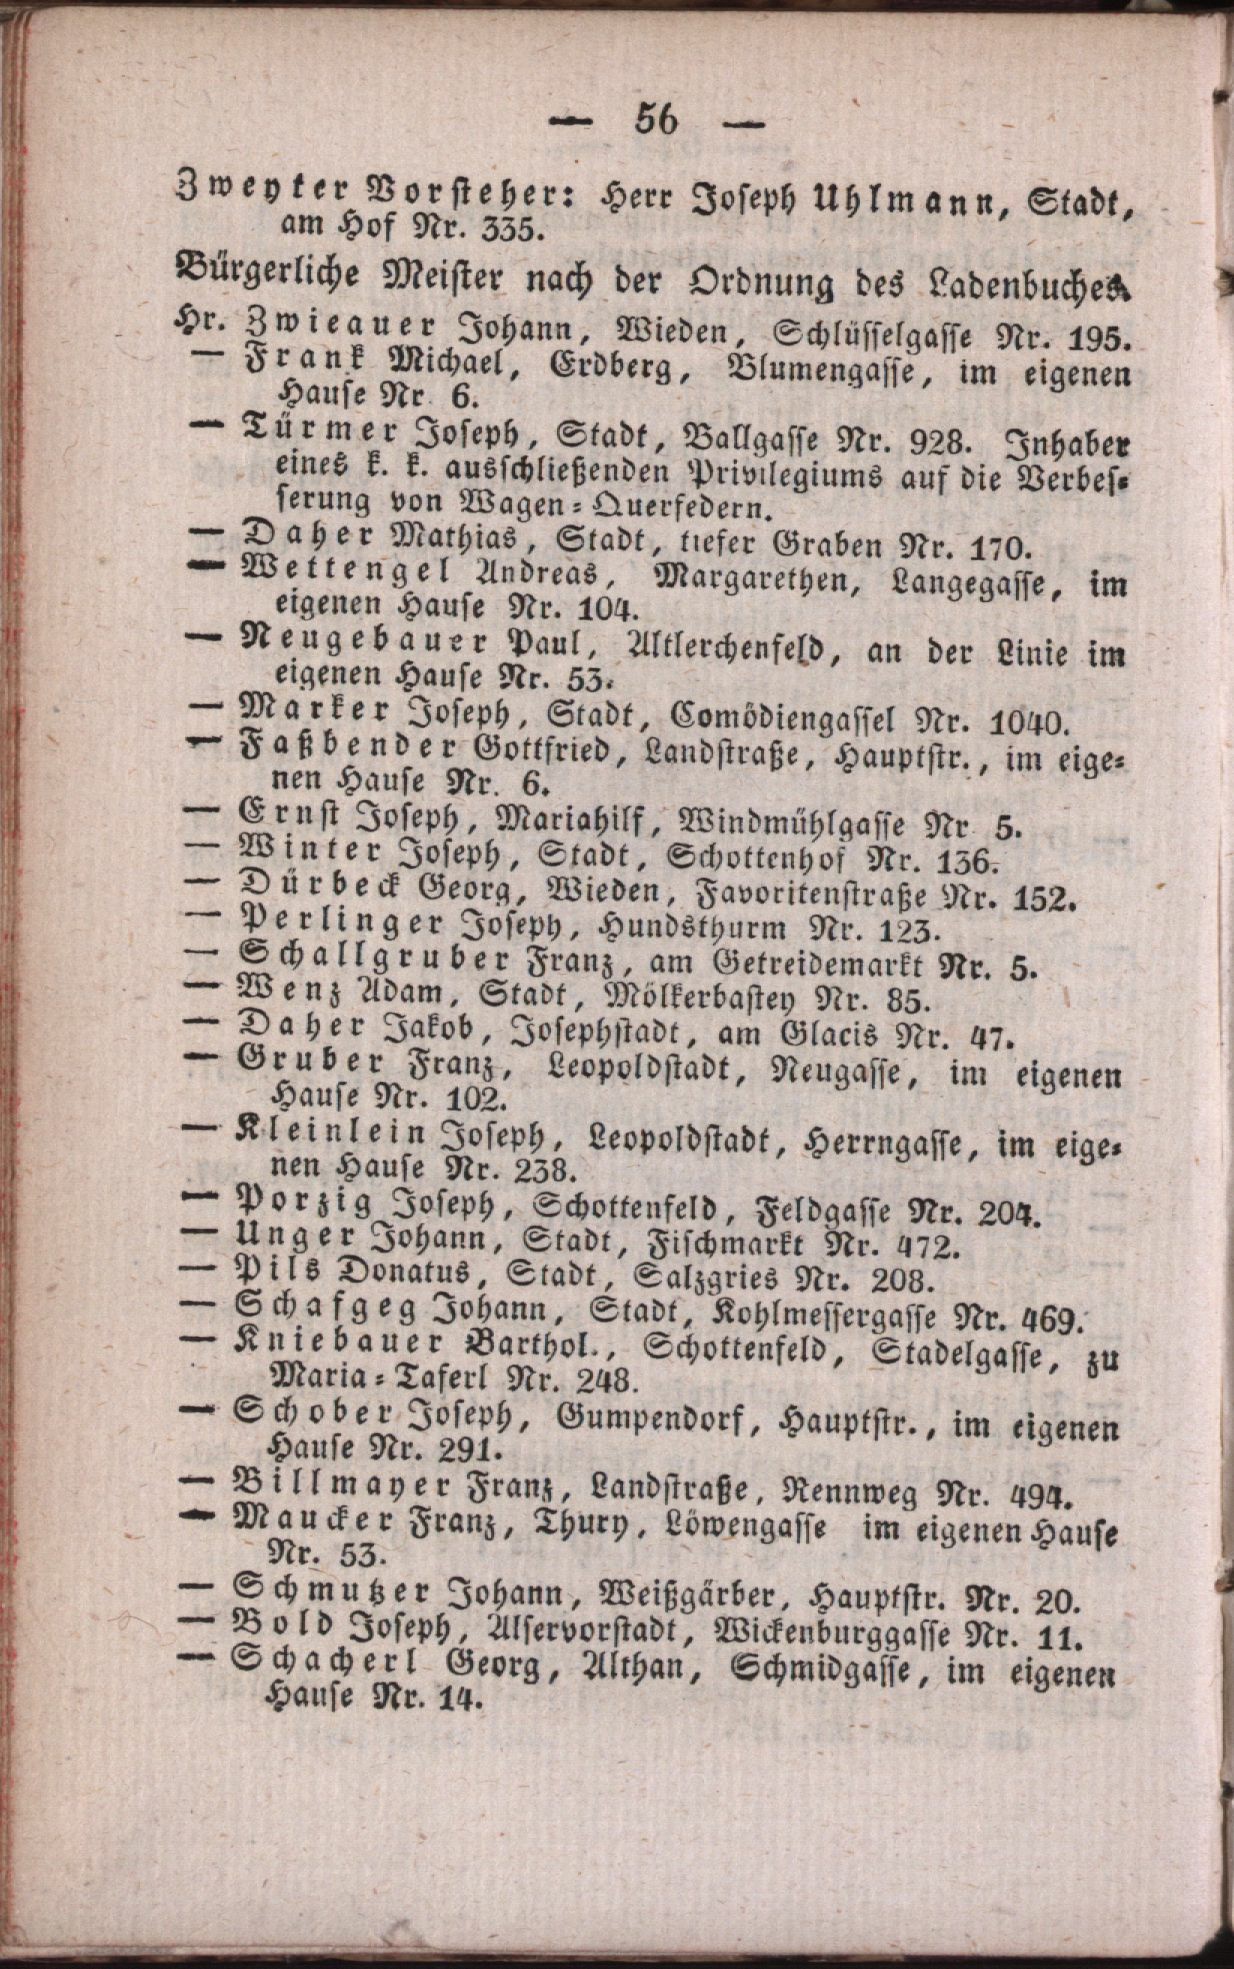 — 56 —
Zweyter Vorsteher: Herr Joseph Uhlmann, Stadt,
am Hof Nr. 335.
Bürgerliche Meister nach der Ordnung des Ladenbuches.
Hr. Zwieauer Johann, Wieden, Schlüsselgasse Nr. 195.
— Frank Michael, Erdberg, Blumengasse, im eigenen
Hause Nr. 6.
— Türmer Joseph, Stadt, Ballgasse Nr. 928. Inhaber
eines k. k. ausschließenden Privilegiums auf die Verbes-
serung von Wagen-Querfedern.
— Daher Mathias, Stadt, tiefer Graben Nr. 170.
— Wettengel Andreas, Margarethen, Langegasse, im
eigenen Hause Nr. 104.
— Neugebauer Paul, Altlerchenfeld, an der Linie im
eigenen Hause Nr. 53.
— Marker Joseph, Stadt, Comödiengassel Nr. 1040.
— Faßbender Gottfried, Landstraße, Hauptstr., im eige-
nen Hause Nr. 6.
— Ernst Joseph, Mariahilf, Windmühlgasse Nr. 5.
— Winter Joseph, Stadt, Schottenhof Nr. 136.
— Dürbeck Georg, Wieden, Favoritenstraße Nr. 152.
— Perlinger Joseph, Hundsthurm Nr. 123.
— Schallgruber Franz, am Getreidemarkt Nr. 5.
— Wenz Adam, Stadt, Mölkerbastey Nr. 85.
— Daher Jakob, Josephstadt, am Glacis Nr. 47.
— Gruber Franz, Leopoldstadt, Neugasse, im eigenen
Hause Nr. 102.
— Kleinlein Joseph, Leopoldstadt, Herrngasse, im eige-
nen Hause Nr. 238.
— Porzig Joseph, Schottenfeld, Feldgasse Nr. 204.
— Unger Johann, Stadt, Fischmarkt Nr. 472.
— Pils Donatus, Stadt, Salzgries Nr. 208.
— Schafgeg Johann, Stadt, Kohlmessergasse Nr. 469.
— Kniebauer Barthol., Schottenfeld, Stadelgasse, zu
Maria-Taferl Nr. 248.
— Schober Joseph, Gumpendorf, Hauptstr., im eigenen
Hause Nr. 291.
— Billmayer Franz, Landstraße, Rennweg Nr. 494.
— Maucker Franz, Thury, Löwengasse im eigenen Hause
Nr. 53.
— Schmutzer Johann, Weißgärber, Hauptstr. Nr. 20.
— Bold Joseph, Alservorstadt, Wickenburggasse Nr. 11.
— Schacherl Georg, Althan, Schmidgasse, im eigenen
Hause Nr. 14.